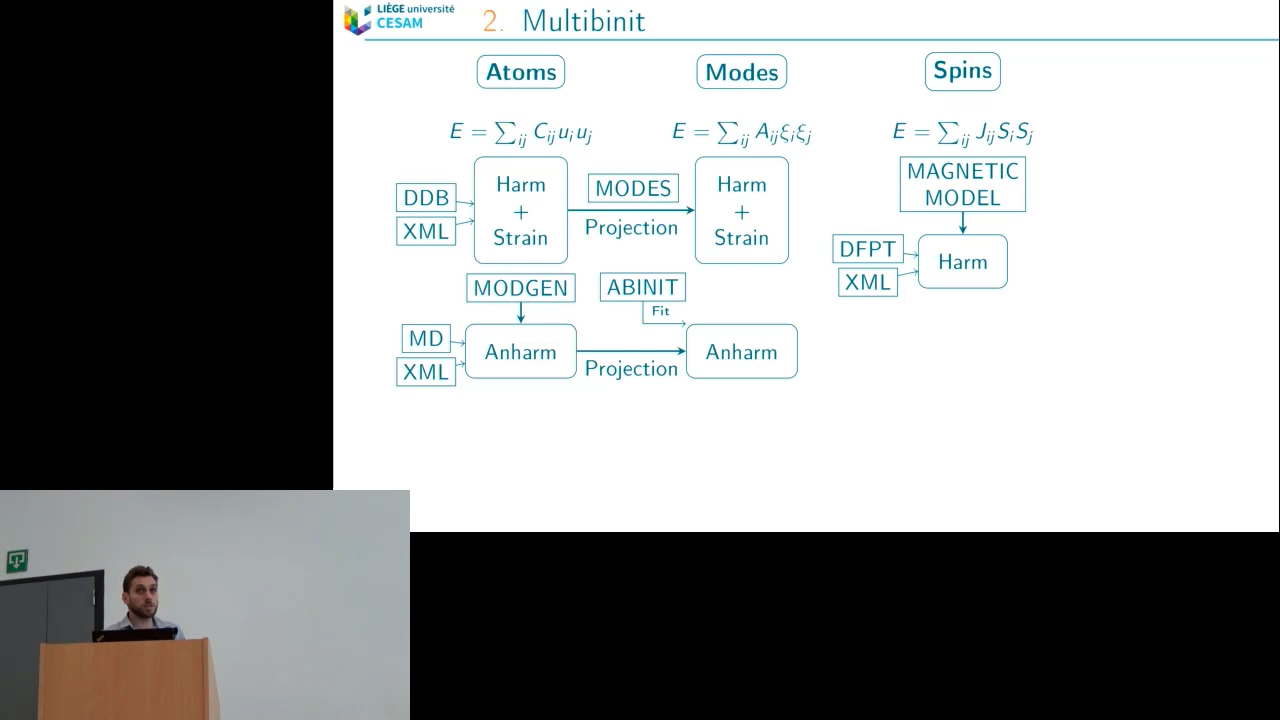 LIÈGE université
CESAM
2. Multibinit
Atoms
Modes
Spins
E = ∑ij Cij ui uj
E = ∑ij Aij ξi ξj
E = ∑ij Jij Si Sj
DDB
XML
Harm
+
Strain
MODES
Projection
Harm
+
Strain
MAGNETIC
MODEL
DFPT
XML
Harm
MODGEN
ABINIT
Fit
MD
XML
Anharm
Projection
Anharm